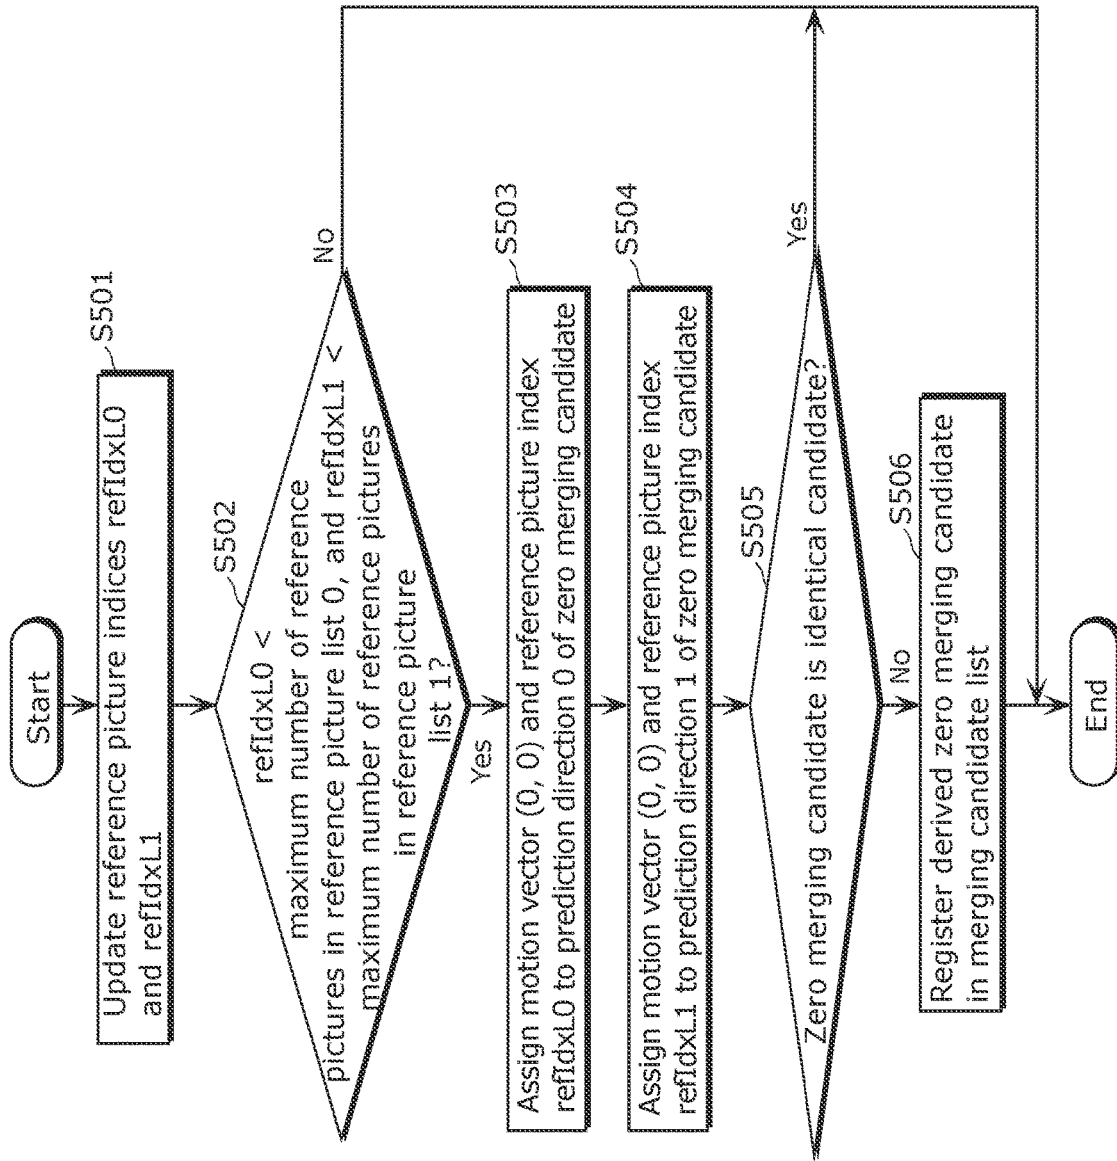 Start
S501
Update reference picture indices refIdxL0
and refIdxL1
S502
refIdxL0 <
maximum number of reference
pictures in reference picture list 0, and refIdxL1 <
maximum number of reference pictures
in reference picture
list 1?
No
Yes
S503
Assign motion vector (0, 0) and reference picture index
refIdxL0 to prediction direction 0 of zero merging candidate
S504
Assign motion vector (0, 0) and reference picture index
refIdxL1 to prediction direction 1 of zero merging candidate
S505
Zero merging candidate is identical candidate?
Yes
No
S506
Register derived zero merging candidate
in merging candidate list
End